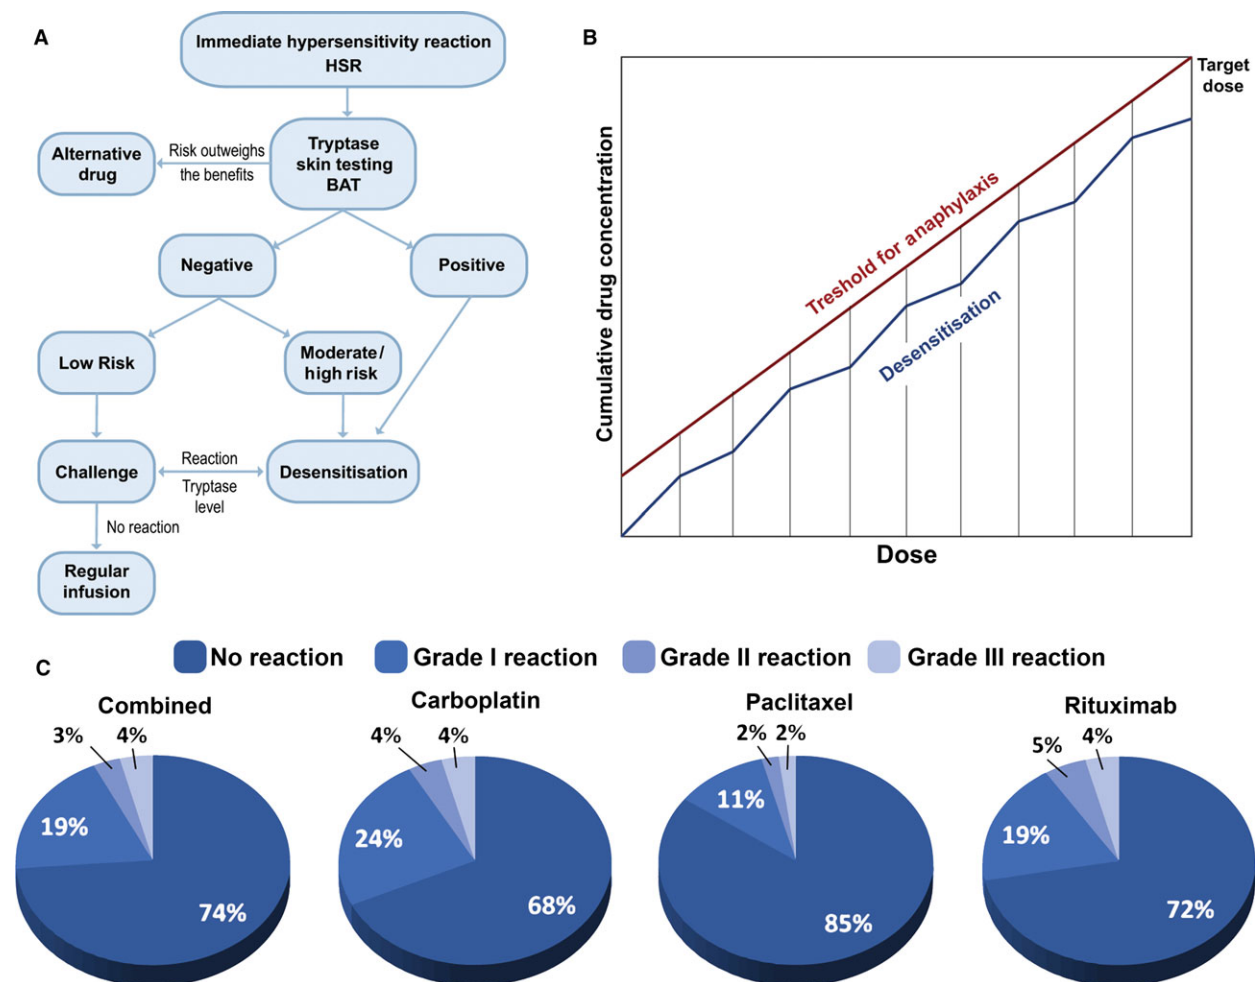 A
Immediate hypersensitivity reaction
HSR
Alternative
drug
Risk outweighs
the benefits
Tryptase
skin testing
BAT
Negative
Positive
Low Risk
Moderate/
high risk
Challenge
Reaction
Tryptase
level
Desensitisation
No reaction
Regular
infusion
B
Target
dose
Cumulative drug concentration
Treshold for anaphylaxis
Desensitisation
Dose
C
No reaction
Grade I reaction
Grade II reaction
Grade III reaction
Combined
3%
4%
19%
74%
Carboplatin
4%
4%
24%
68%
Paclitaxel
2%
2%
11%
85%
Rituximab
5%
4%
19%
72%